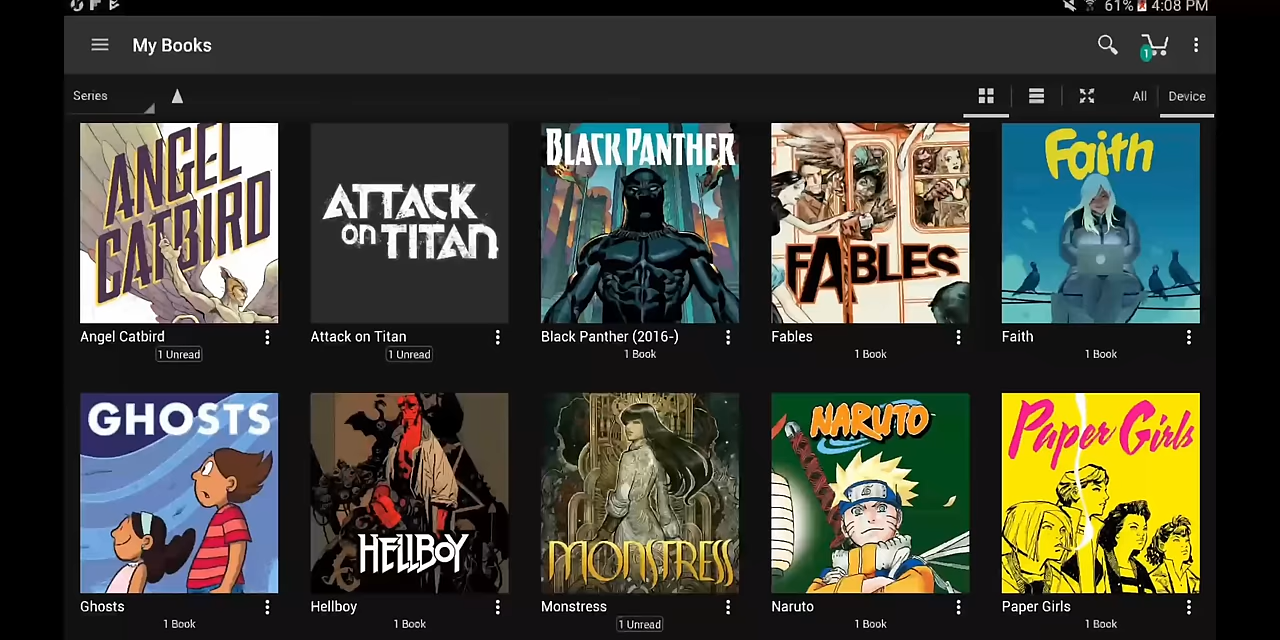 61% 4:08 PM
My Books
1
Series
All
Device
ANGEL CATBIRD
ATTACK on TITAN
BLACK PANTHER
FABLES
Faith
Angel Catbird
Attack on Titan
Black Panther (2016-)
Fables
Faith
1 Unread
1 Unread
1 Book
1 Book
1 Book
GHOSTS
HELLBOY
MONSTRESS
NARUTO
Paper Girls
Ghosts
Hellboy
Monstress
Naruto
Paper Girls
1 Book
1 Book
1 Unread
1 Book
1 Book